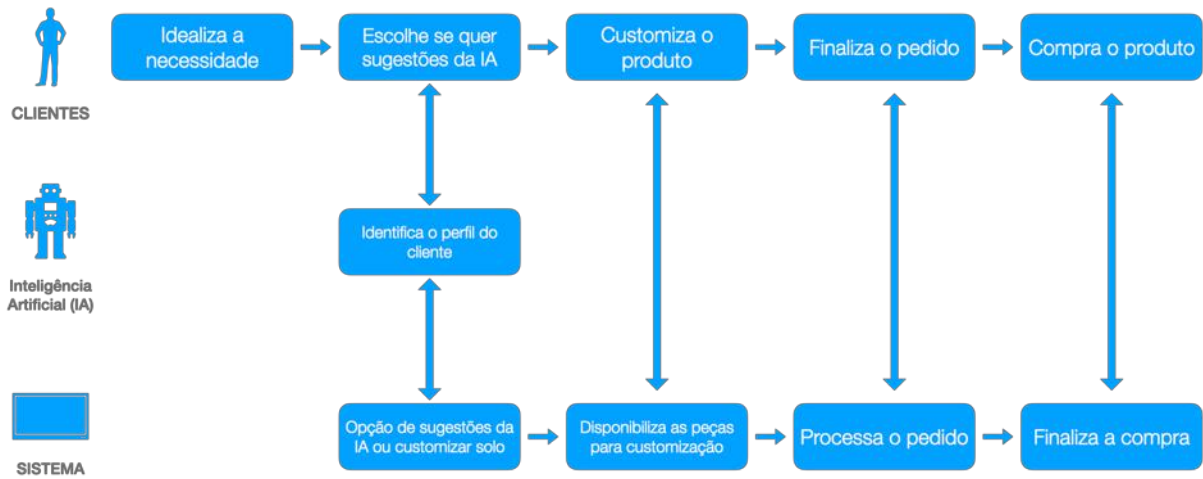 Idealiza a
necessidade
Escolhe se quer
sugestões da IA
Customiza o
produto
Finaliza o pedido
Compra o produto
CLIENTES
Identifica o perfil do
cliente
Inteligência
Artificial (IA)
Opção de sugestões da
IA ou customizar solo
Disponibiliza as peças
para customização
Processa o pedido
Finaliza a compra
SISTEMA